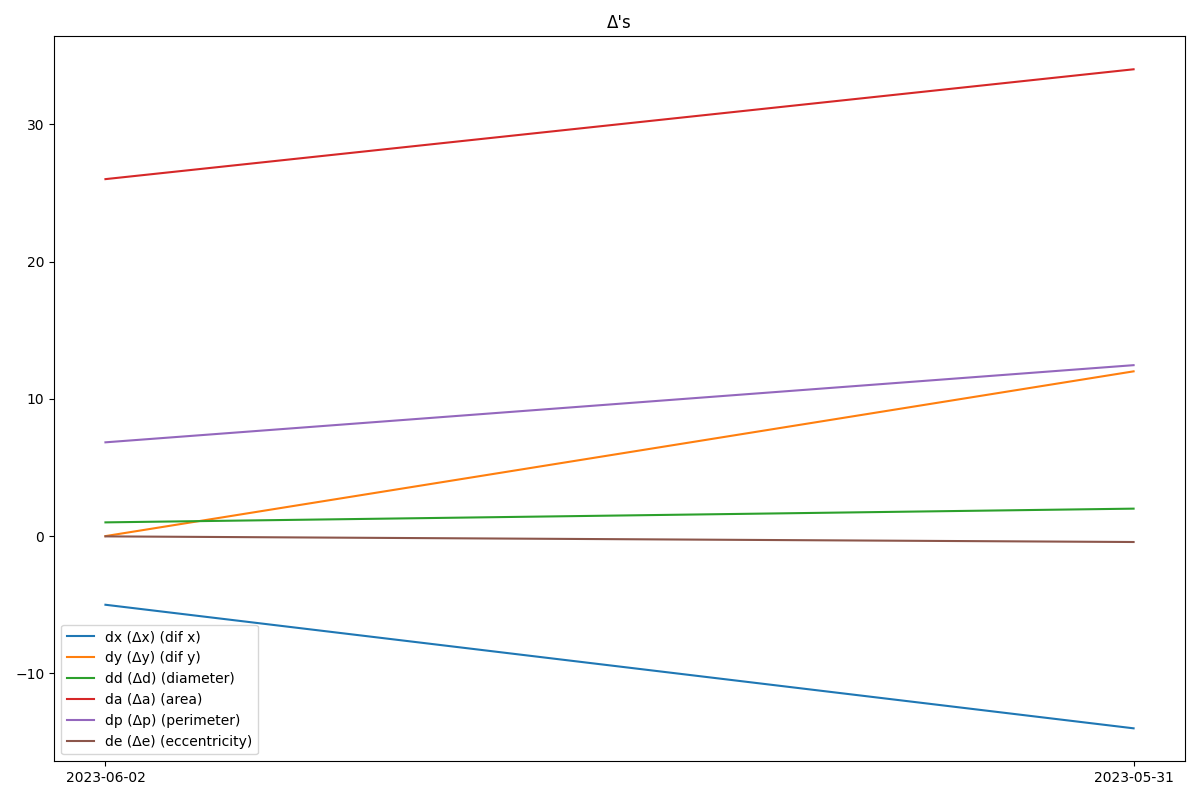 Δ's
30
20
10
0
−10
dx (Δx) (dif x)
dy (Δy) (dif y)
dd (Δd) (diameter)
da (Δa) (area)
dp (Δp) (perimeter)
de (Δe) (eccentricity)
2023-06-02
2023-05-31